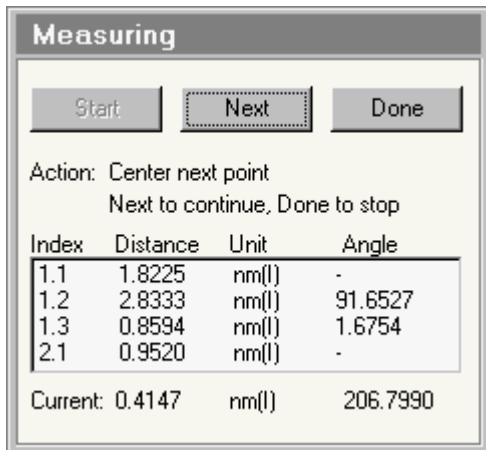 Measuring
Start Next Done
Action: Center next point
Next to continue, Done to stop
Index Distance Unit Angle
1.1 1.8225 nm(l) -
1.2 2.8333 nm(l) 91.6527
1.3 0.8594 nm(l) 1.6754
2.1 0.9520 nm(l) -
Current: 0.4147 nm(l) 206.7990